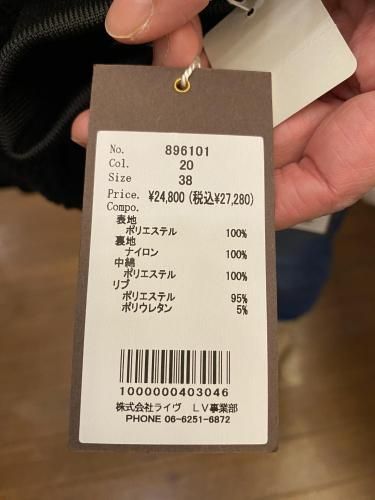 No. 896101
Col. 20
Size 38
Price. ¥24,800(税込¥27,280)
Compo.
表地
ポリエステル 100%
裏地
ナイロン 100%
中綿
ポリエステル 100%
リブ
ポリエステル 95%
ポリウレタン 5%
1000000403046
株式会社ライヴ LV事業部
PHONE 06-6251-6872